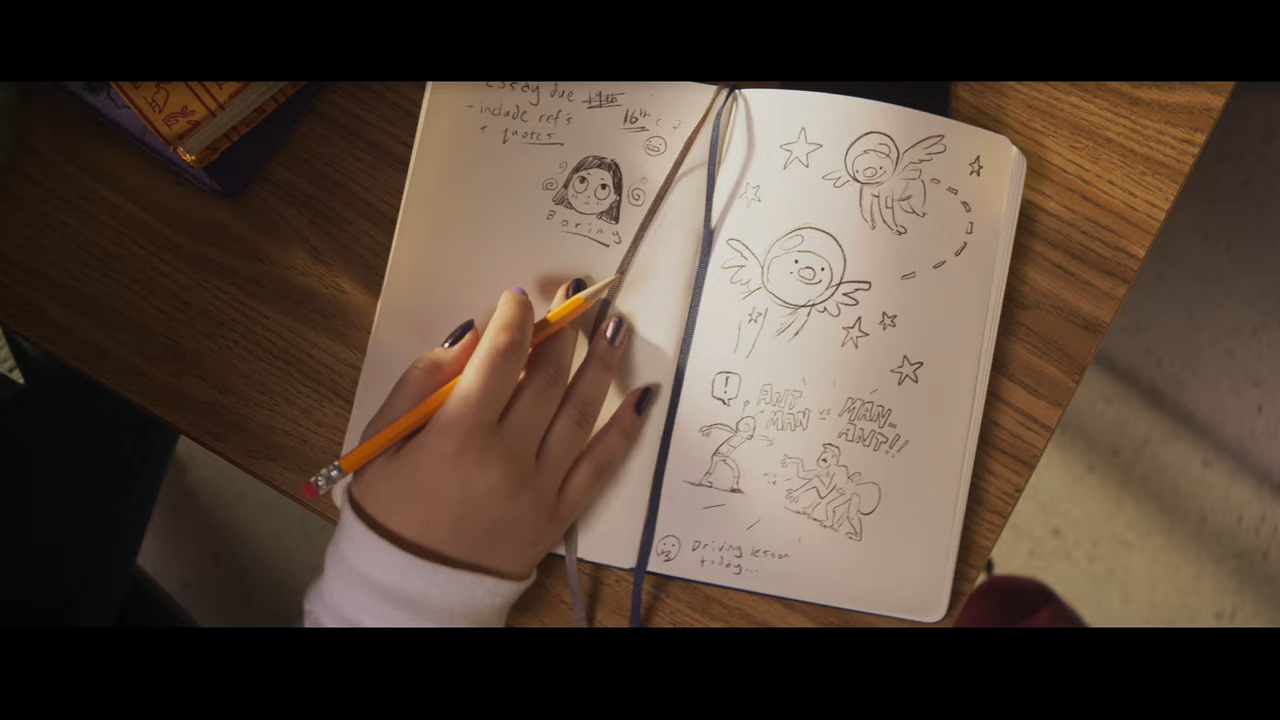 Essay due 19th
- include ref's 16th
+ quotes
Boring
!
ANT
MAN
vs
MAN-
ANT!!
Driving lesson
today...